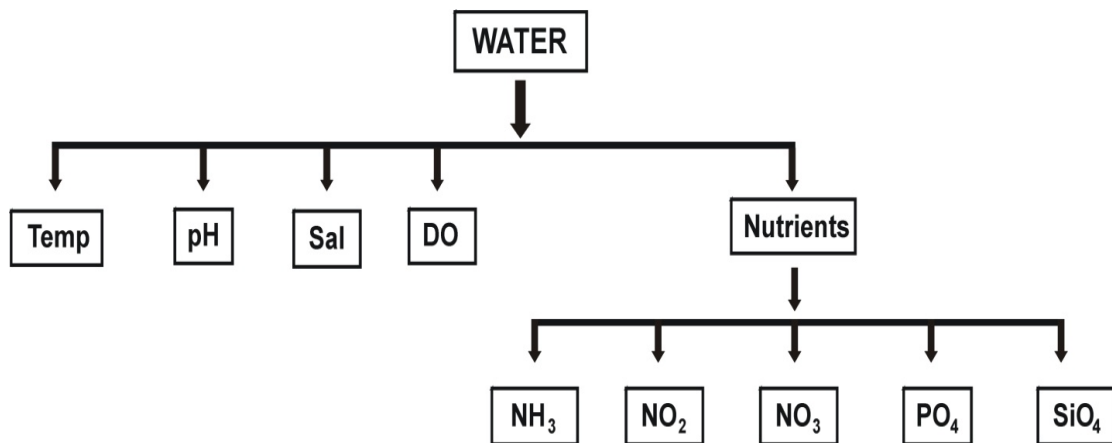 WATER
Temp
pH
Sal
DO
Nutrients
NH₃
NO₂
NO₃
PO₄
SiO₄